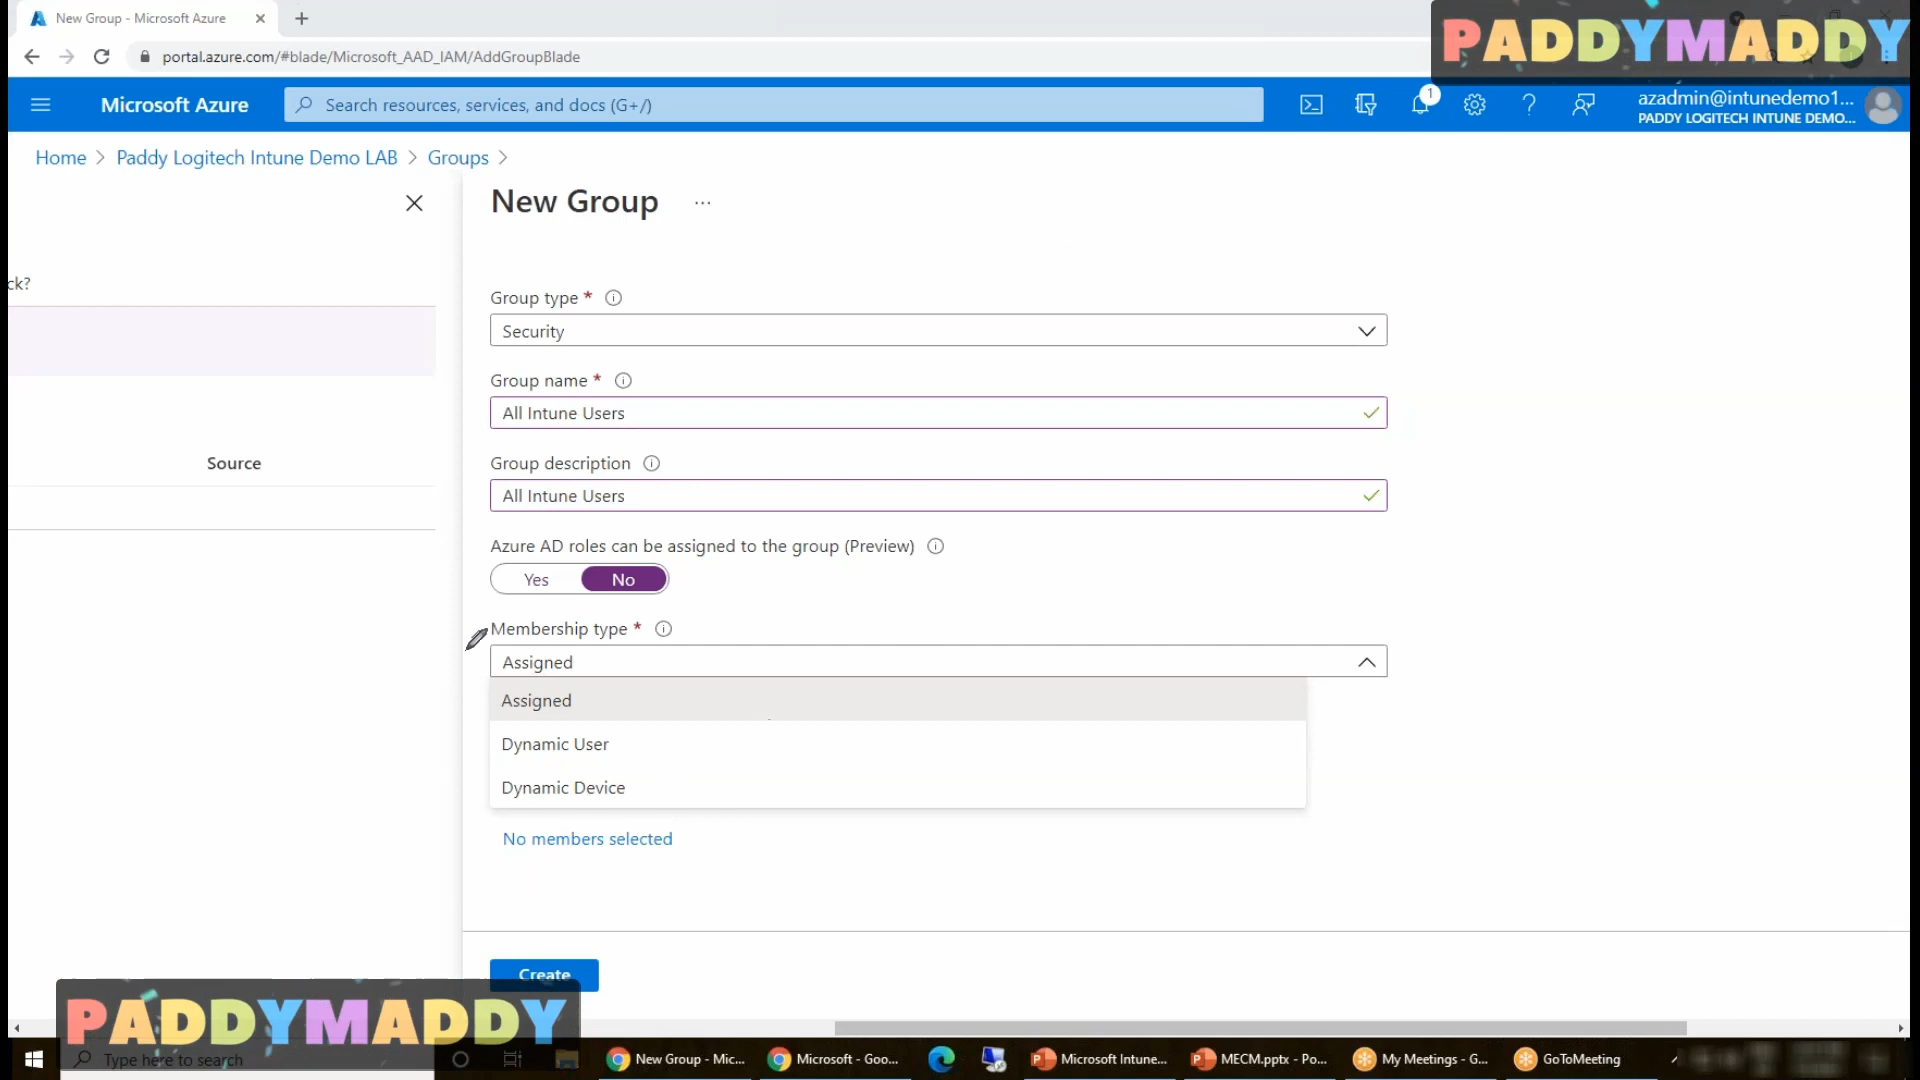 New Group - Microsoft Azure
PADDYMADDY
portal.azure.com/#blade/Microsoft_AAD_IAM/AddGroupBlade
Microsoft Azure
Search resources, services, and docs (G+/)
1
azadmin@intunedemo1...
PADDY LOGITECH INTUNE DEMO...
Home > Paddy Logitech Intune Demo LAB > Groups >
New Group ...
ck?
Group type *
Security
Group name *
All Intune Users
Source
Group description
All Intune Users
Azure AD roles can be assigned to the group (Preview)
Yes No
Membership type *
Assigned
Assigned
Dynamic User
Dynamic Device
No members selected
Create
PADDYMADDY
Type here to search
New Group - Mic...
Microsoft - Goo...
Microsoft Intune...
MECM.pptx - Po...
My Meetings - G...
GoToMeeting